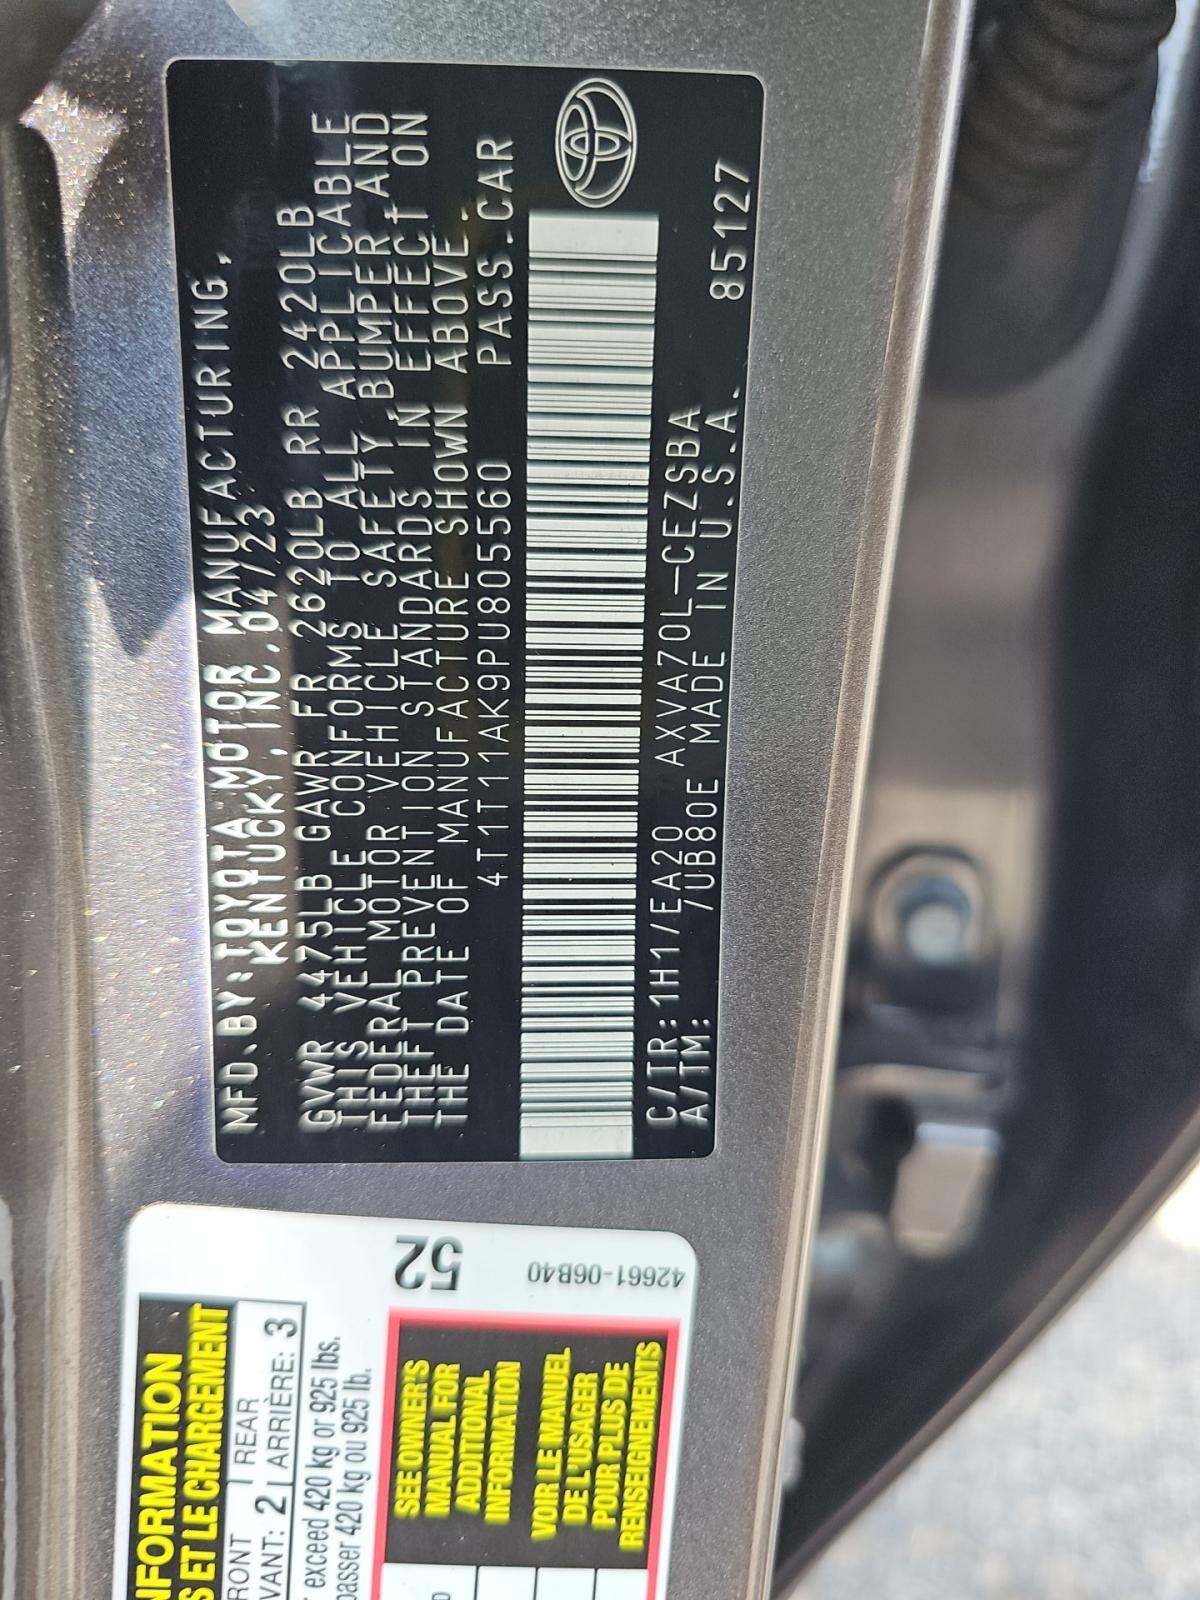 MFD.BY:TOYOTA MOTOR MANUFACTURING,
KENTUCKY,INC. 04/23
GVWR 4475LB GAWR FR 2620LB RR 2420LB
THIS VEHICLE CONFORMS TO ALL APPLICABLE
FEDERAL MOTOR VEHICLE SAFETY,BUMPER AND
THEFT PREVENTION STANDARDS IN EFFECT ON
THE DATE OF MANUFACTURE SHOWN ABOVE.
4T1T11AK9PU805560 PASS.CAR
C/TR:1H1/EA20 AXVA70L-CEZSBA
A/TM: /UB80E MADE IN U.S.A. 85127
52
42661-06B40
INFORMATION
S ET LE CHARGEMENT
RONT REAR
VANT: 2 ARRIÈRE: 3
exceed 420 kg or 925 lbs.
passer 420 kg ou 925 lb.
SEE OWNER'S
MANUAL FOR
ADDITIONAL
INFORMATION
VOIR LE MANUEL
DE L'USAGER
POUR PLUS DE
RENSEIGNEMENTS